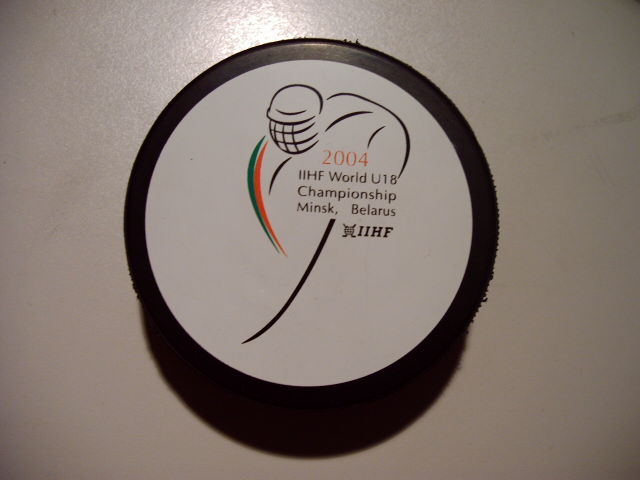 2004
IIHF World U18
Championship
Minsk, Belarus
IIHF